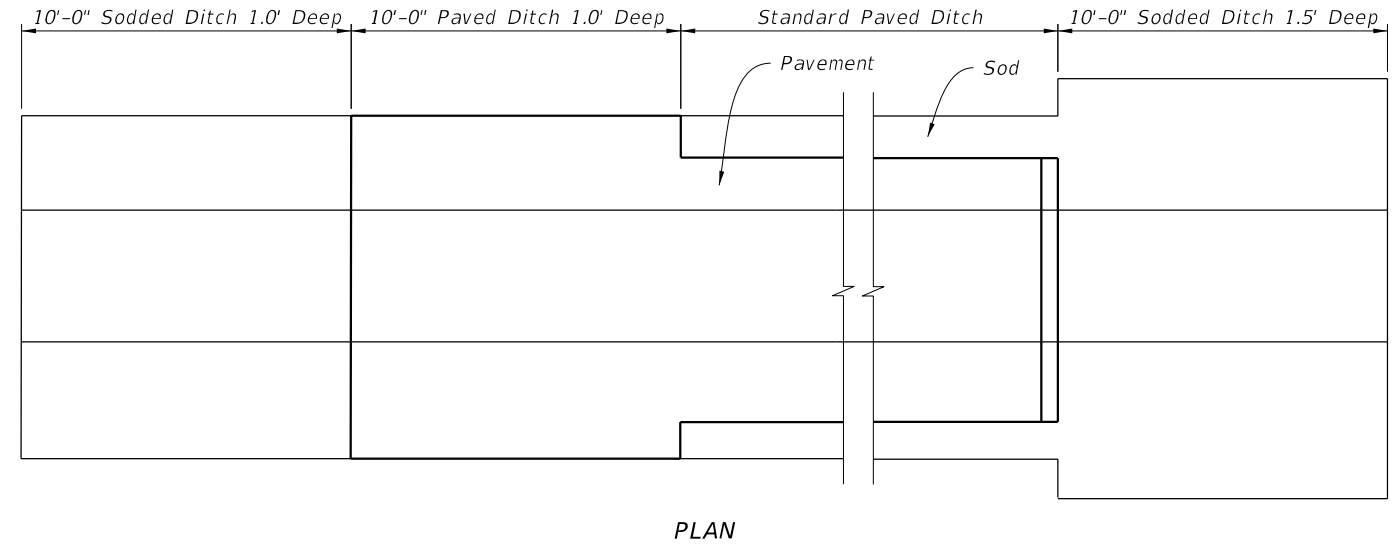 10'-0" Sodded Ditch 1.0' Deep
10'-0" Paved Ditch 1.0' Deep
Standard Paved Ditch
10'-0" Sodded Ditch 1.5' Deep
Pavement
Sod
PLAN